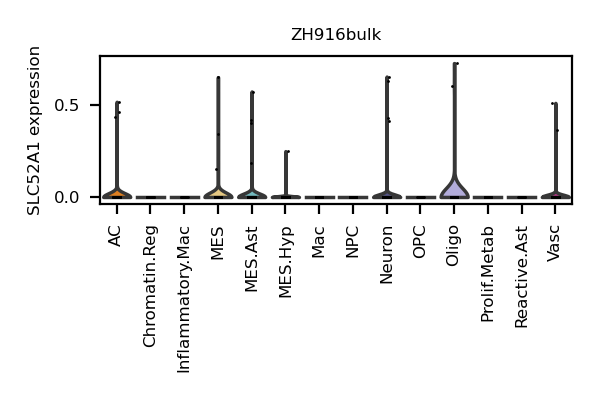 ZH916bulk
SLC52A1 expression
0.5
0.0
AC
Chromatin.Reg
Inflammatory.Mac
MES
MES.Ast
MES.Hyp
Mac
NPC
Neuron
OPC
Oligo
Prolif.Metab
Reactive.Ast
Vasc